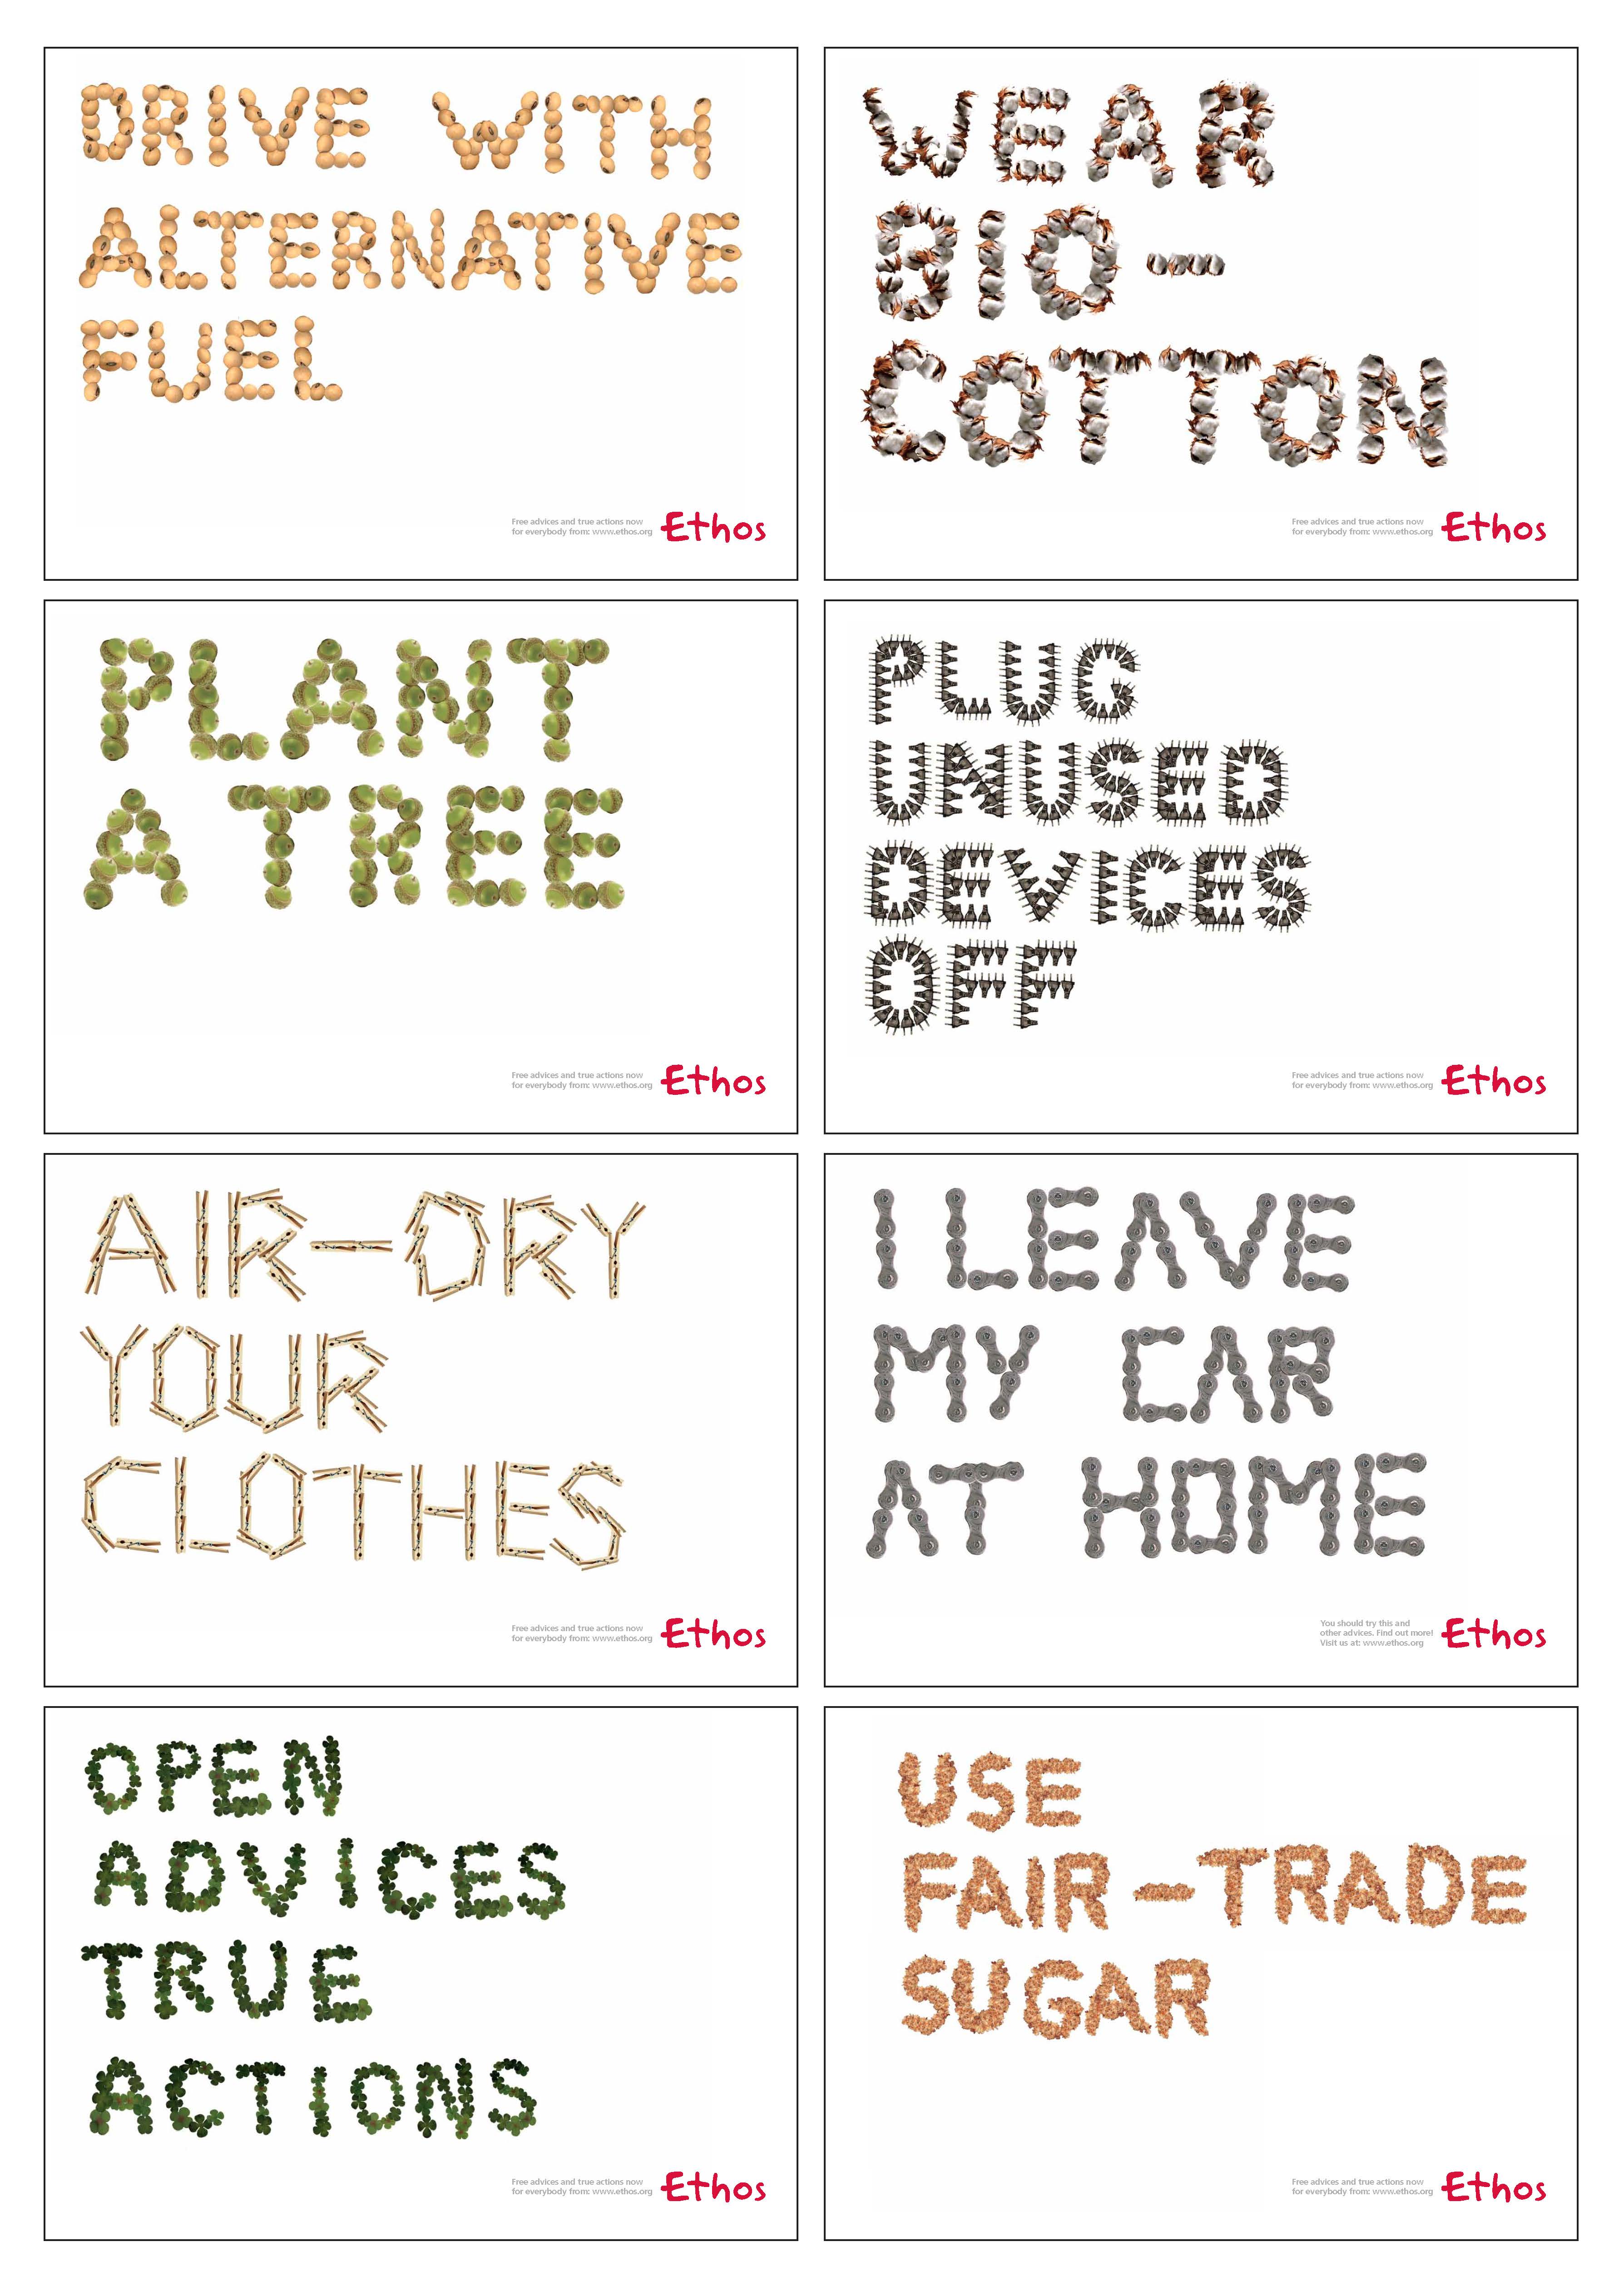 DRIVE WITH
ALTERNATIVE
FUEL
Free advices and true actions now
for everybody from: www.ethos.org
Ethos
WEAR
BIO-
COTTON
Free advices and true actions now
for everybody from: www.ethos.org
Ethos
PLANT
A TREE
Free advices and true actions now
for everybody from: www.ethos.org
Ethos
PLUG
UNUSED
DEVICES
OFF
Free advices and true actions now
for everybody from: www.ethos.org
Ethos
AIR-DRY
YOUR
CLOTHES
Free advices and true actions now
for everybody from: www.ethos.org
Ethos
I LEAVE
MY CAR
AT HOME
You should try this and
other advices. Find out more!
Visit us at: www.ethos.org
Ethos
OPEN
ADVICES
TRUE
ACTIONS
Free advices and true actions now
for everybody from: www.ethos.org
Ethos
USE
FAIR-TRADE
SUGAR
Free advices and true actions now
for everybody from: www.ethos.org
Ethos